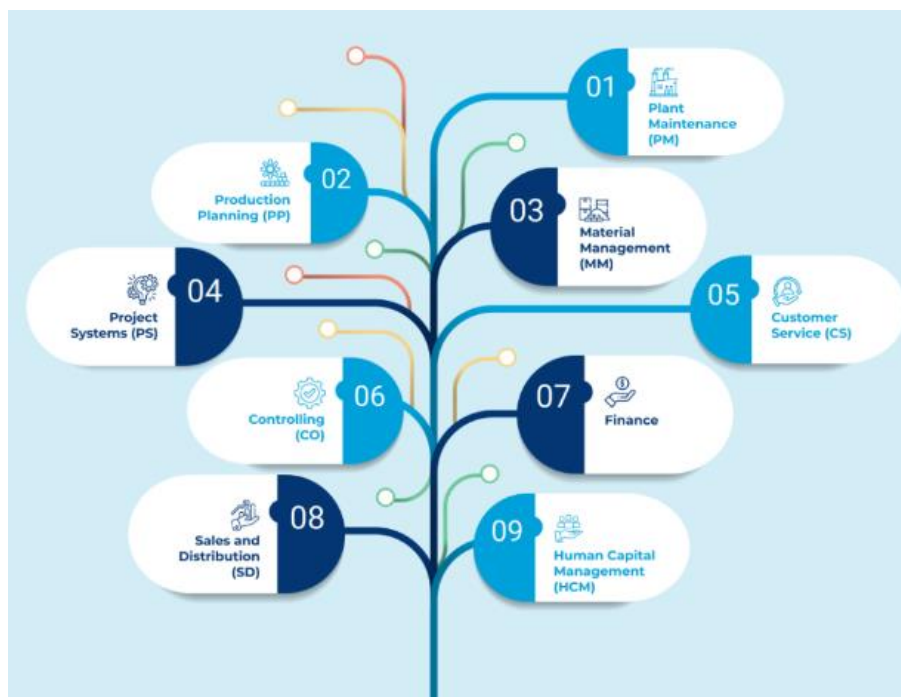 01
Plant
Maintenance
(PM)
02
Production
Planning (PP)
03
Material
Management
(MM)
04
Project
Systems (PS)
05
Customer
Service (CS)
06
Controlling
(CO)
07
Finance
08
Sales and
Distribution
(SD)
09
Human Capital
Management
(HCM)